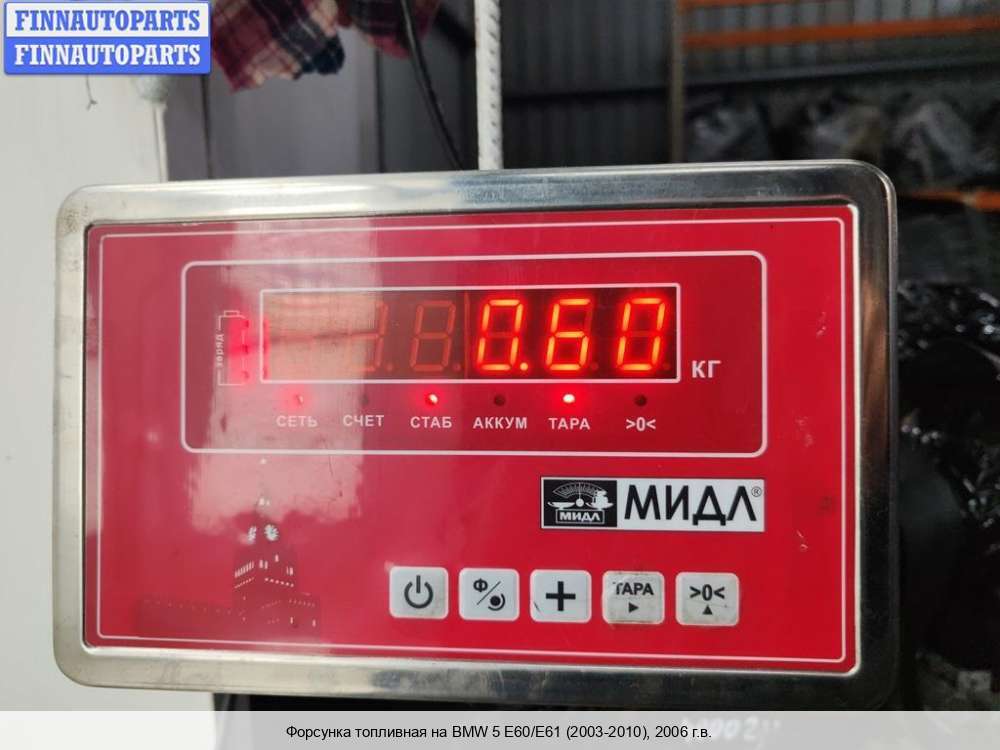 FINNAUTOPARTS
FINNAUTOPARTS
заряд
0.60
КГ
СЕТЬ СЧЕТ СТАБ АККУМ ТАРА >0<
МИДЛ МИДЛ®
Ф/ + ТАРА >0<
Форсунка топливная на BMW 5 E60/E61 (2003-2010), 2006 г.в.